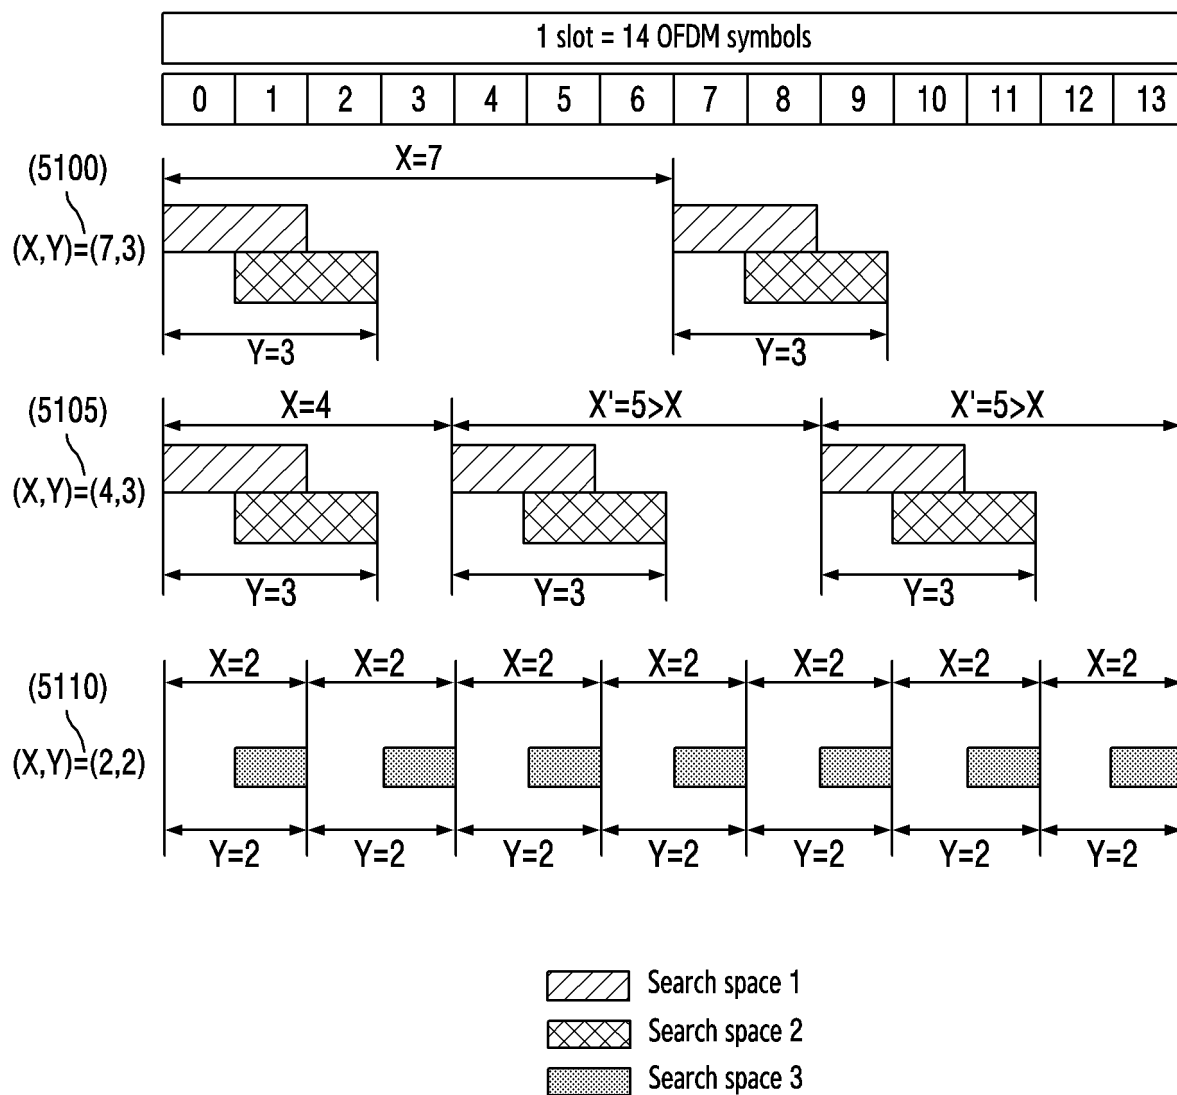 1 slot = 14 OFDM symbols
0 1 2 3 4 5 6 7 8 9 10 11 12 13
(5100)
X=7
(X,Y)=(7,3)
Y=3 Y=3
(5105)
X=4 X'=5>X X'=5>X
(X,Y)=(4,3)
Y=3 Y=3 Y=3
X=2 X=2 X=2 X=2 X=2 X=2 X=2
(5110)
(X,Y)=(2,2)
Y=2 Y=2 Y=2 Y=2 Y=2 Y=2 Y=2
Search space 1
Search space 2
Search space 3